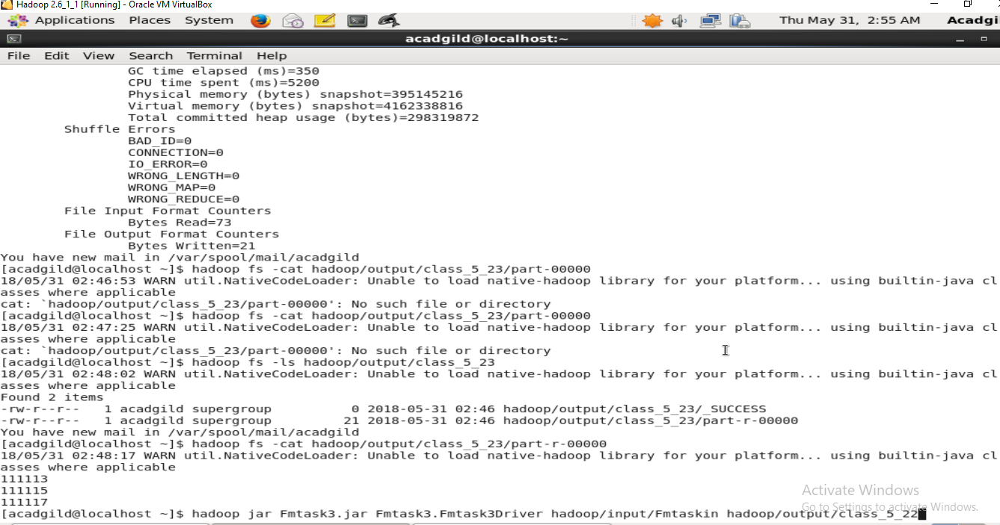 Hadoop 2.6_1_1 [Running] - Oracle VM VirtualBox
Applications Places System Thu May 31, 2:55 AM Acadgi
acadgild@localhost:~
File Edit View Search Terminal Help
GC time elapsed (ms)=350
CPU time spent (ms)=5200
Physical memory (bytes) snapshot=395145216
Virtual memory (bytes) snapshot=4162338816
Total committed heap usage (bytes)=298319872
Shuffle Errors
BAD_ID=0
CONNECTION=0
IO_ERROR=0
WRONG_LENGTH=0
WRONG_MAP=0
WRONG_REDUCE=0
File Input Format Counters
Bytes Read=73
File Output Format Counters
Bytes Written=21
You have new mail in /var/spool/mail/acadgild
[acadgild@localhost ~]$ hadoop fs -cat hadoop/output/class_5_23/part-00000
18/05/31 02:46:53 WARN util.NativeCodeLoader: Unable to load native-hadoop library for your platform... using builtin-java cl
asses where applicable
cat: `hadoop/output/class_5_23/part-00000': No such file or directory
[acadgild@localhost ~]$ hadoop fs -cat hadoop/output/class_5_23/part-00000
18/05/31 02:47:25 WARN util.NativeCodeLoader: Unable to load native-hadoop library for your platform... using builtin-java cl
asses where applicable
cat: `hadoop/output/class_5_23/part-00000': No such file or directory
[acadgild@localhost ~]$ hadoop fs -ls hadoop/output/class_5_23
18/05/31 02:48:02 WARN util.NativeCodeLoader: Unable to load native-hadoop library for your platform... using builtin-java cl
asses where applicable
Found 2 items
-rw-r--r-- 1 acadgild supergroup 0 2018-05-31 02:46 hadoop/output/class_5_23/_SUCCESS
-rw-r--r-- 1 acadgild supergroup 21 2018-05-31 02:46 hadoop/output/class_5_23/part-r-00000
You have new mail in /var/spool/mail/acadgild
[acadgild@localhost ~]$ hadoop fs -cat hadoop/output/class_5_23/part-r-00000
18/05/31 02:48:17 WARN util.NativeCodeLoader: Unable to load native-hadoop library for your platform... using builtin-java cl
asses where applicable
111113
111115
111117
[acadgild@localhost ~]$ hadoop jar Fmtask3.jar Fmtask3.Fmtask3Driver hadoop/input/Fmtaskin hadoop/output/class_5_22
Activate Windows
Go to Settings to activate Windows.